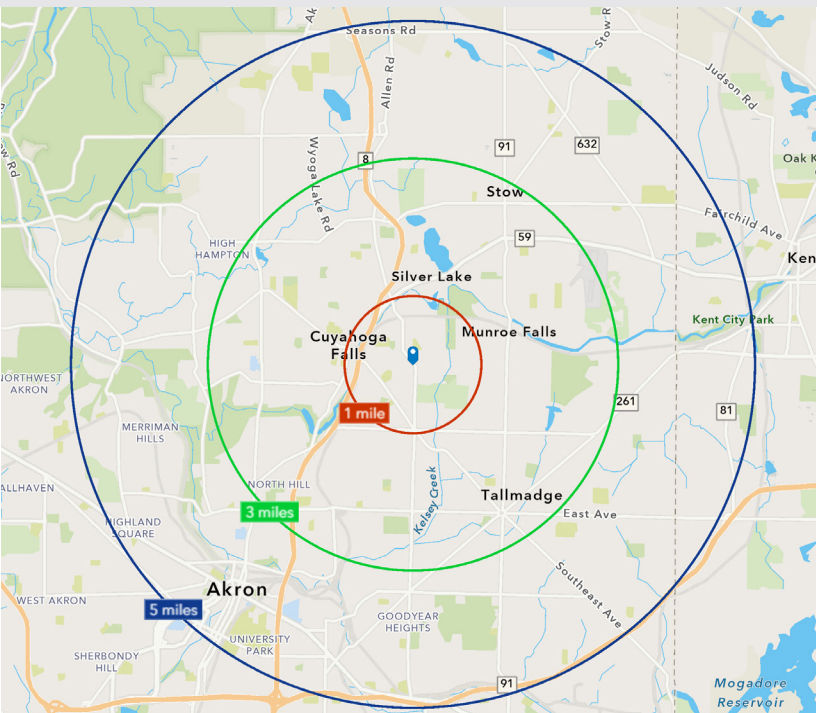 Seasons Rd
Allen Rd
Stow R
Judson Rd
91
632
8
Oak K
Wyoga Lake Rd
Stow
Fairchild Ave
59
HIGH
HAMPTON
Ken
Silver Lake
Kent City Park
Cuyahoga
Falls
Munroe Falls
NORTHWEST
AKRON
261
81
1 mile
MERRIMAN
HILLS
NORTH HILL
ALLHAVEN
Tallmadge
Kelsey Creek
3 miles
East Ave
HIGHLAND
SQUARE
Southeast Ave
Akron
WEST AKRON
5 miles
GOODYEAR
HEIGHTS
UNIVERSITY
PARK
SHERBONDY
HILL
91
Mogadore
Reservoir